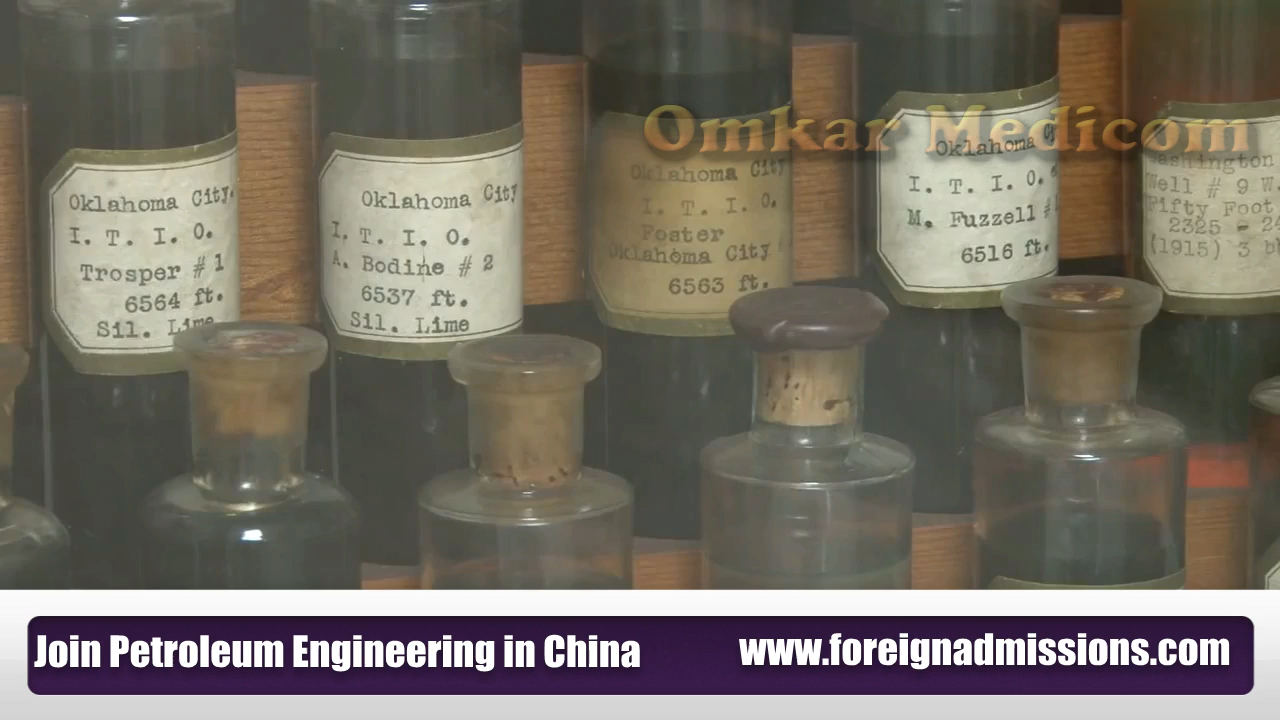 Omkar Medicom
Oklahoma City.
I. T. I. O.
Trosper # 1
6564 ft.
Sil. Lime
Oklahoma City
I. T. I. O.
A. Bodine # 2
6537 ft.
Sil. Lime
Oklahoma City
I. T. I. O.
Foster
Oklahoma City
6563 ft.
Oklahoma
I. T. I. O.
M. Fuzzell #
6516 ft.
Washington
Well # 9
Fifty Foot
2325 -
(1915) 3
Join Petroleum Engineering in China
www.foreignadmissions.com